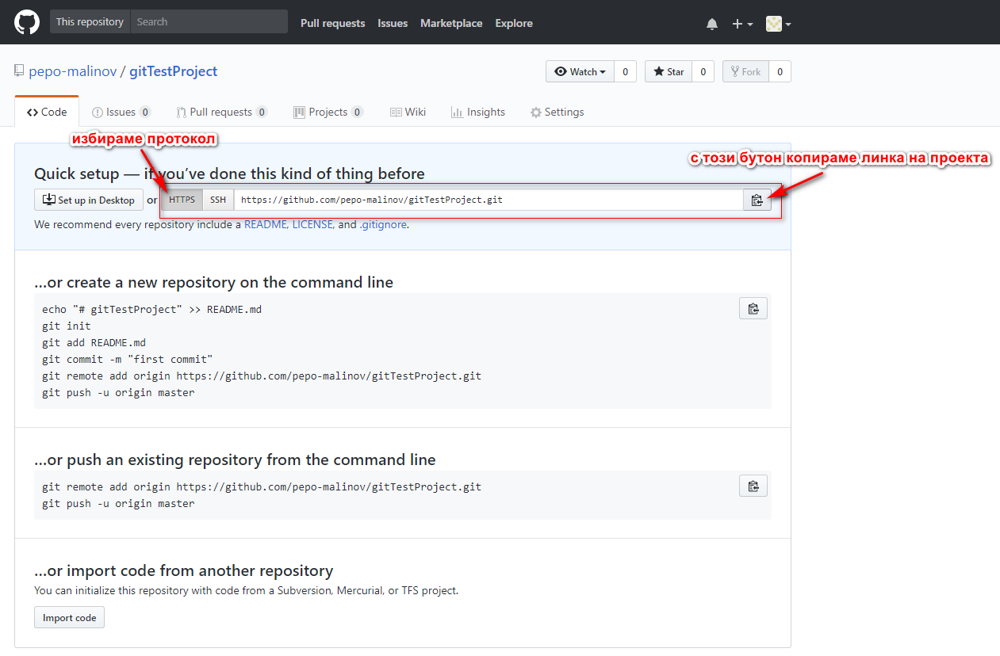 This repository Search Pull requests Issues Marketplace Explore
pepo-malinov / gitTestProject Watch 0 Star 0 Fork 0
Code Issues 0 Pull requests 0 Projects 0 Wiki Insights Settings
избираме протокол
с този бутон копираме линка на проекта
Quick setup — if you’ve done this kind of thing before
Set up in Desktop or HTTPS SSH https://github.com/pepo-malinov/gitTestProject.git
We recommend every repository include a README, LICENSE, and .gitignore.
…or create a new repository on the command line
echo "# gitTestProject" >> README.md
git init
git add README.md
git commit -m "first commit"
git remote add origin https://github.com/pepo-malinov/gitTestProject.git
git push -u origin master
…or push an existing repository from the command line
git remote add origin https://github.com/pepo-malinov/gitTestProject.git
git push -u origin master
…or import code from another repository
You can initialize this repository with code from a Subversion, Mercurial, or TFS project.
Import code